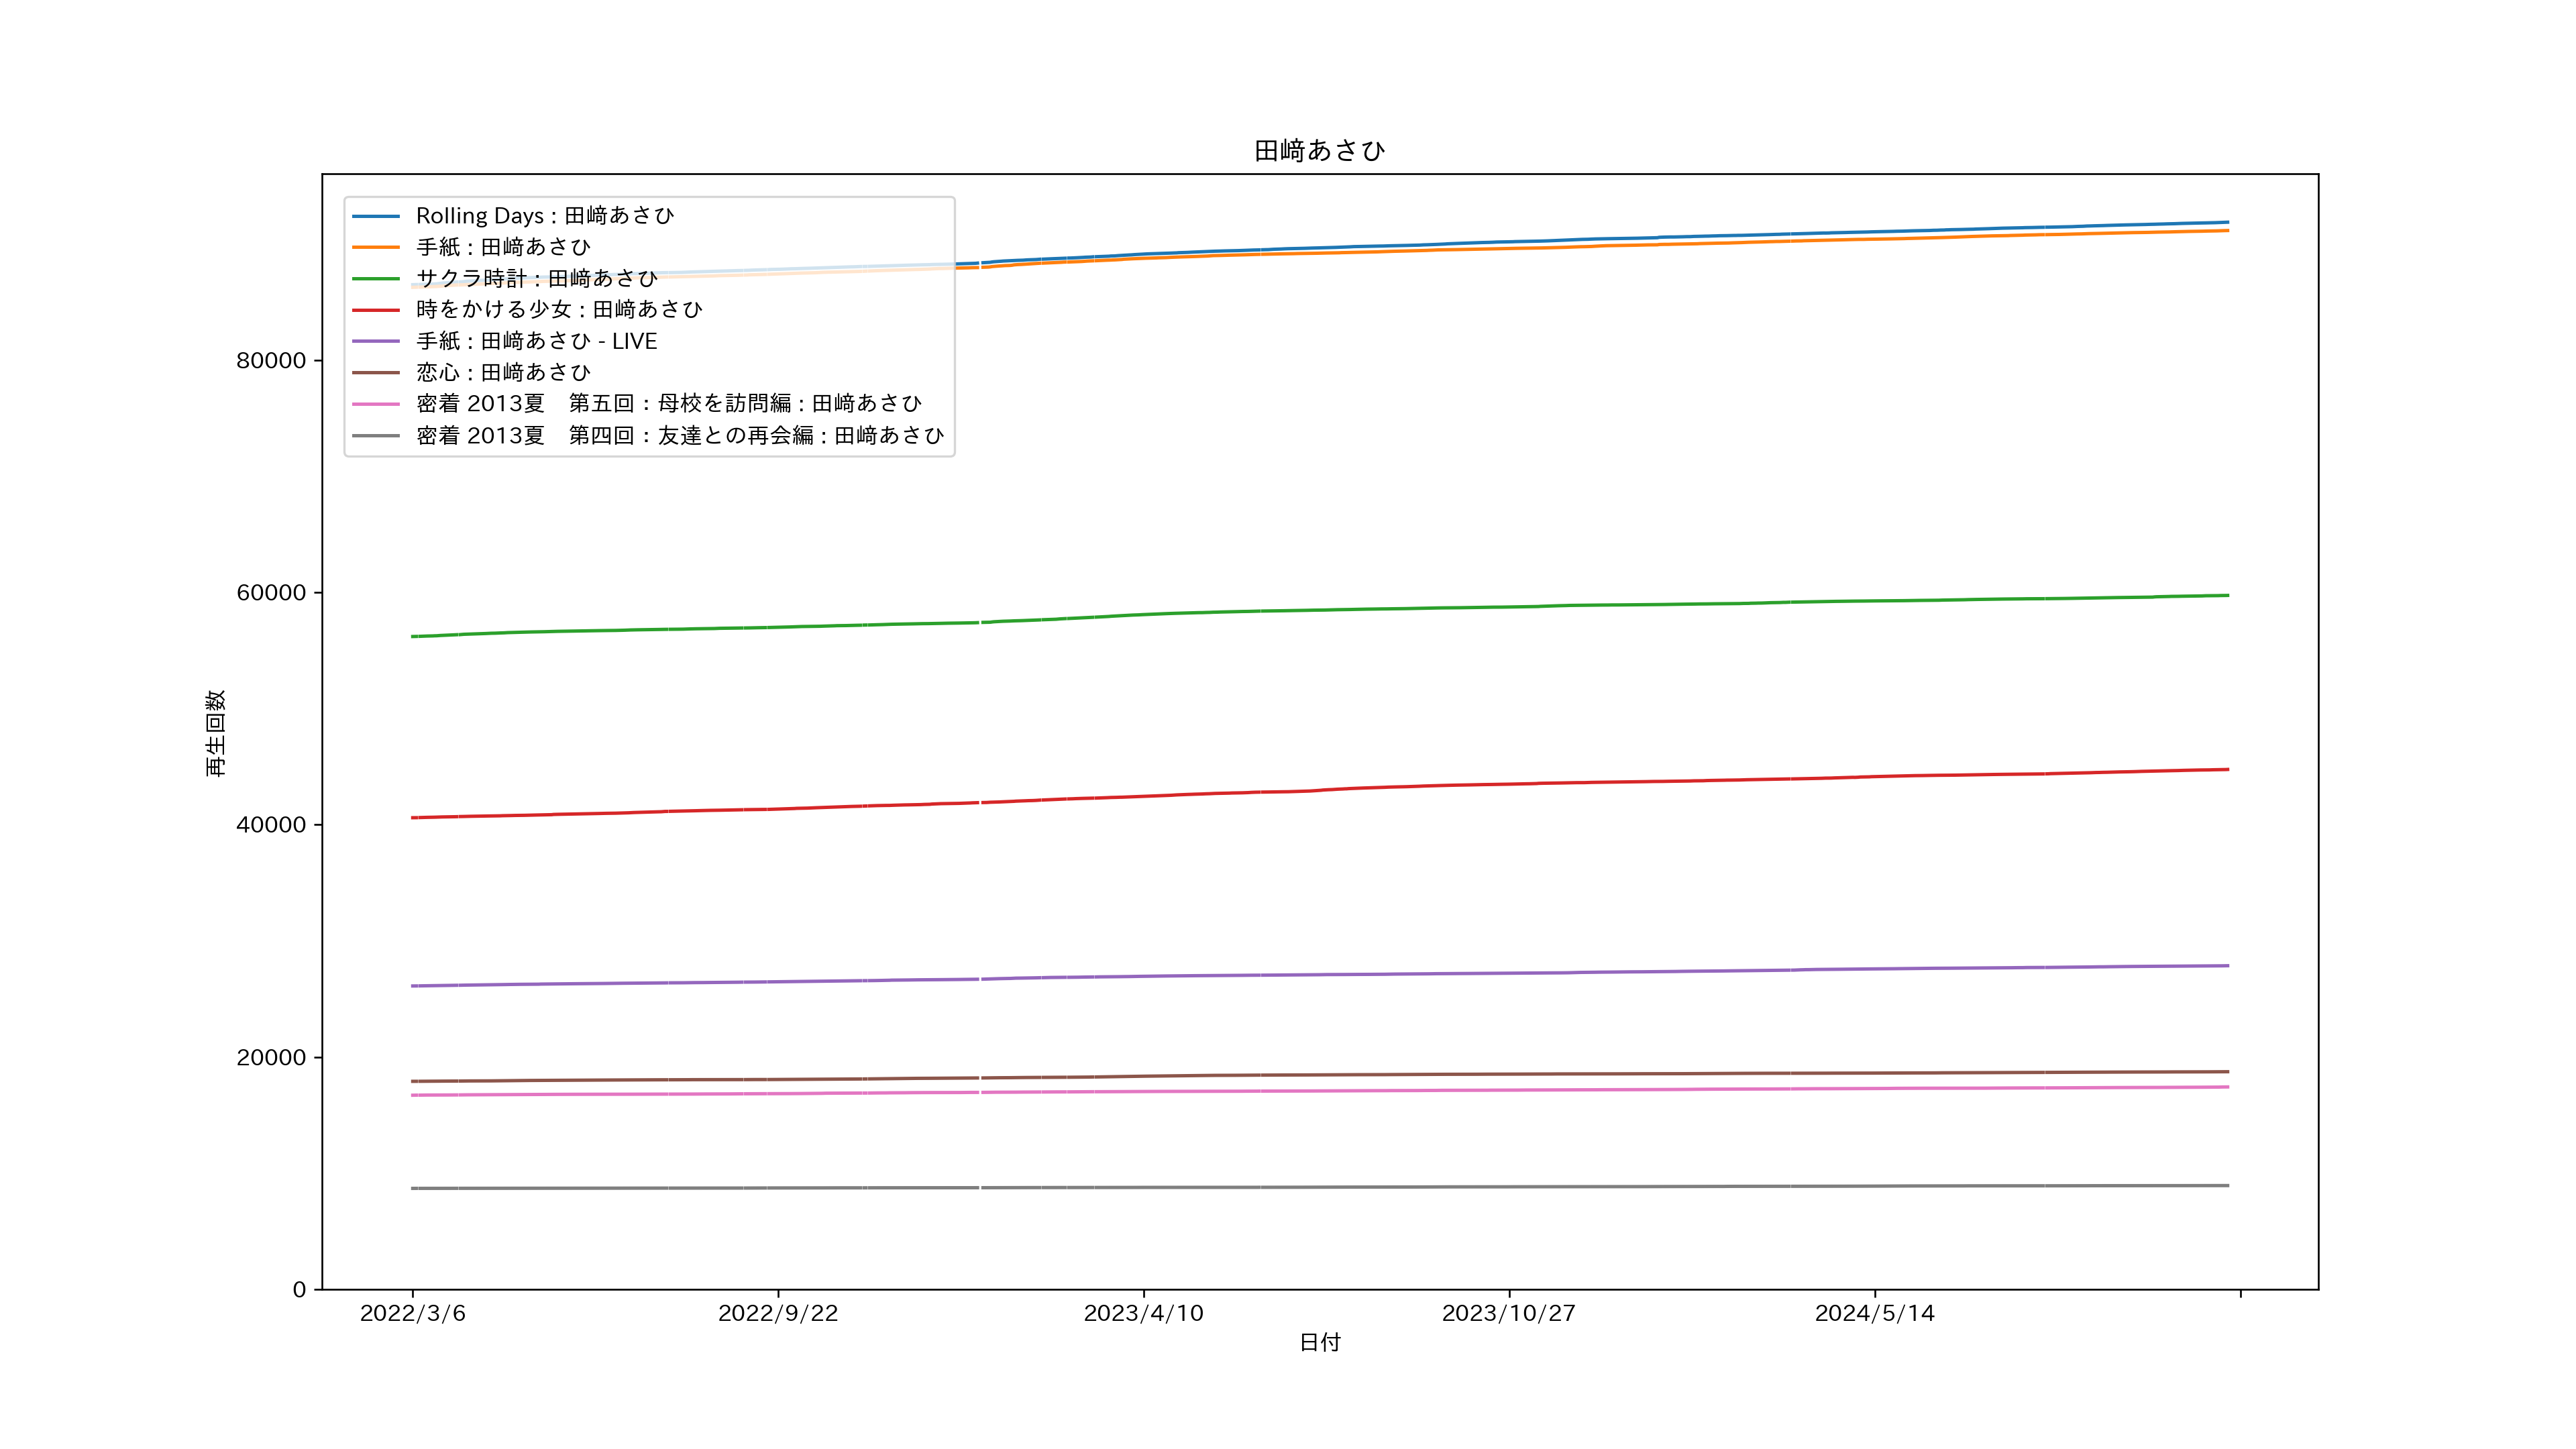 田﨑あさひ
Rolling Days : 田﨑あさひ
手紙 : 田﨑あさひ
サクラ時計 : 田﨑あさひ
時をかける少女 : 田﨑あさひ
手紙 : 田﨑あさひ - LIVE
恋心 : 田﨑あさひ
密着 2013夏　第五回：母校を訪問編 : 田﨑あさひ
密着 2013夏　第四回：友達との再会編 : 田﨑あさひ
80000
60000
40000
20000
0
再生回数
2022/3/6
2022/9/22
2023/4/10
2023/10/27
2024/5/14
日付